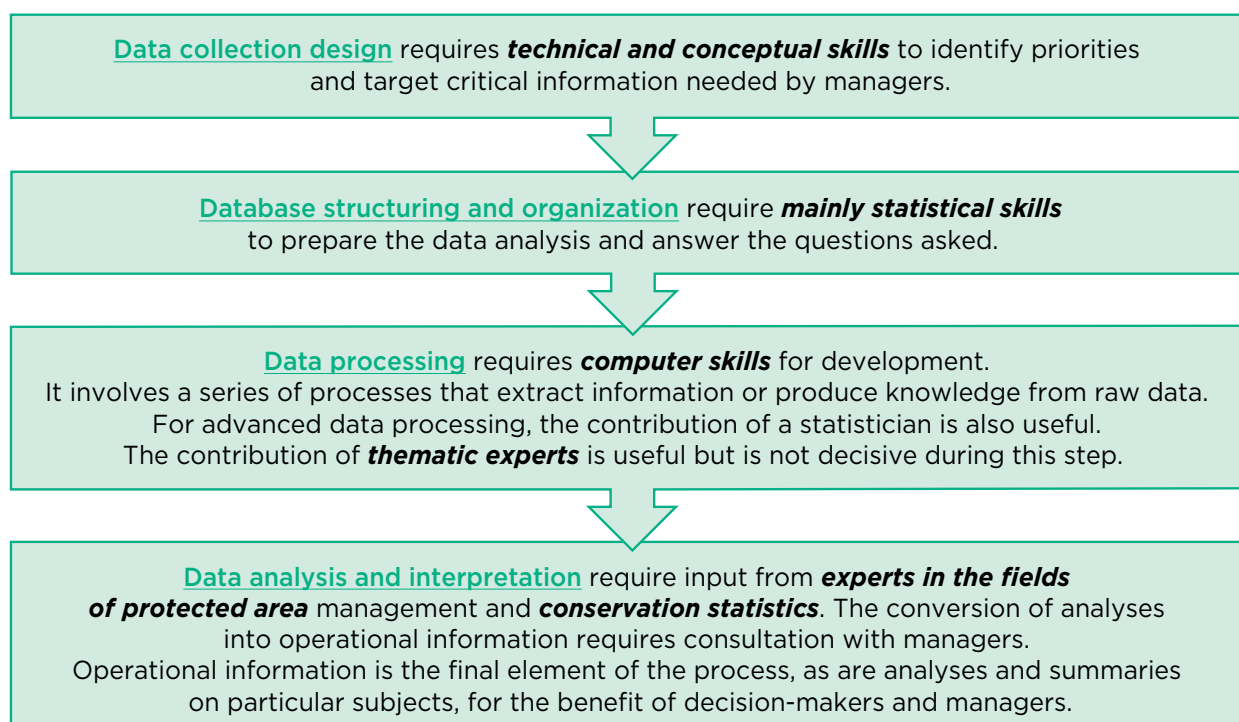 Data collection design requires technical and conceptual skills to identify priorities
and target critical information needed by managers.
Database structuring and organization require mainly statistical skills
to prepare the data analysis and answer the questions asked.
Data processing requires computer skills for development.
It involves a series of processes that extract information or produce knowledge from raw data.
For advanced data processing, the contribution of a statistician is also useful.
The contribution of thematic experts is useful but is not decisive during this step.
Data analysis and interpretation require input from experts in the fields
of protected area management and conservation statistics. The conversion of analyses
into operational information requires consultation with managers.
Operational information is the final element of the process, as are analyses and summaries
on particular subjects, for the benefit of decision-makers and managers.